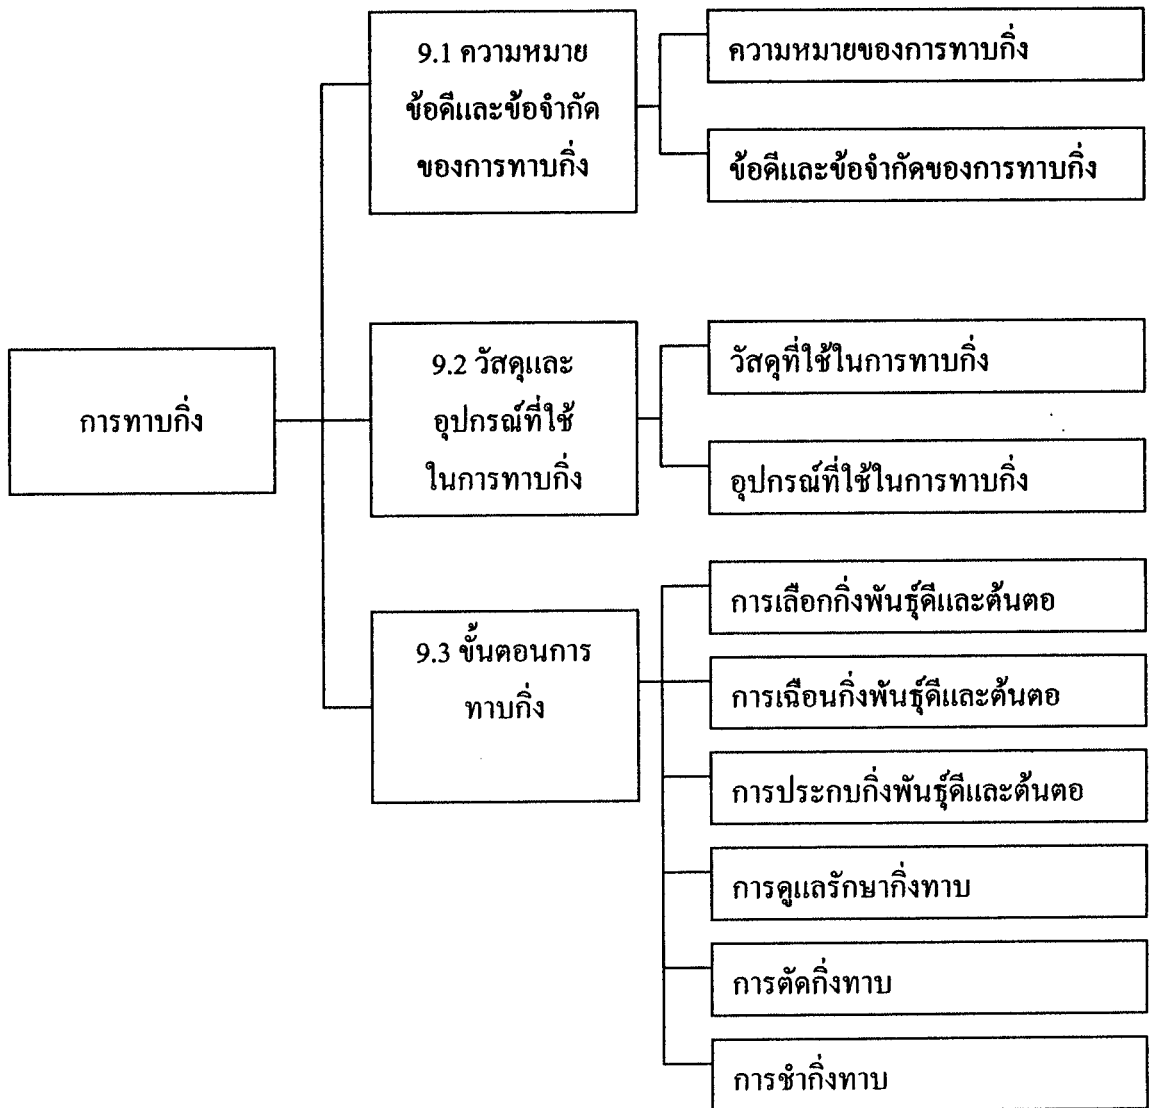 การทาบกิ่ง
9.1 ความหมาย
ข้อดีและข้อจำกัด
ของการทาบกิ่ง
ความหมายของการทาบกิ่ง
ข้อดีและข้อจำกัดของการทาบกิ่ง
9.2 วัสดุและ
อุปกรณ์ที่ใช้
ในการทาบกิ่ง
วัสดุที่ใช้ในการทาบกิ่ง
อุปกรณ์ที่ใช้ในการทาบกิ่ง
9.3 ขั้นตอนการ
ทาบกิ่ง
การเลือกกิ่งพันธุ์ดีและต้นตอ
การเฉือนกิ่งพันธุ์ดีและต้นตอ
การประกบกิ่งพันธุ์ดีและต้นตอ
การดูแลรักษากิ่งทาบ
การตัดกิ่งทาบ
การชำกิ่งทาบ